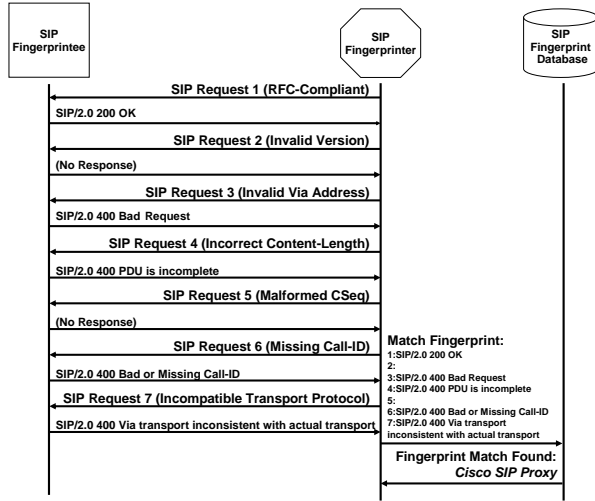 SIP
Fingerprintee
SIP
Fingerprinter
SIP
Fingerprint
Database
SIP Request 1 (RFC-Compliant)
SIP/2.0 200 OK
SIP Request 2 (Invalid Version)
(No Response)
SIP Request 3 (Invalid Via Address)
SIP/2.0 400 Bad Request
SIP Request 4 (Incorrect Content-Length)
SIP/2.0 400 PDU is incomplete
SIP Request 5 (Malformed CSeq)
(No Response)
SIP Request 6 (Missing Call-ID)
SIP/2.0 400 Bad or Missing Call-ID
SIP Request 7 (Incompatible Transport Protocol)
SIP/2.0 400 Via transport inconsistent with actual transport
Match Fingerprint:
1:SIP/2.0 200 OK
2:
3:SIP/2.0 400 Bad Request
4:SIP/2.0 400 PDU is incomplete
5:
6:SIP/2.0 400 Bad or Missing Call-ID
7:SIP/2.0 400 Via transport
inconsistent with actual transport
Fingerprint Match Found:
Cisco SIP Proxy